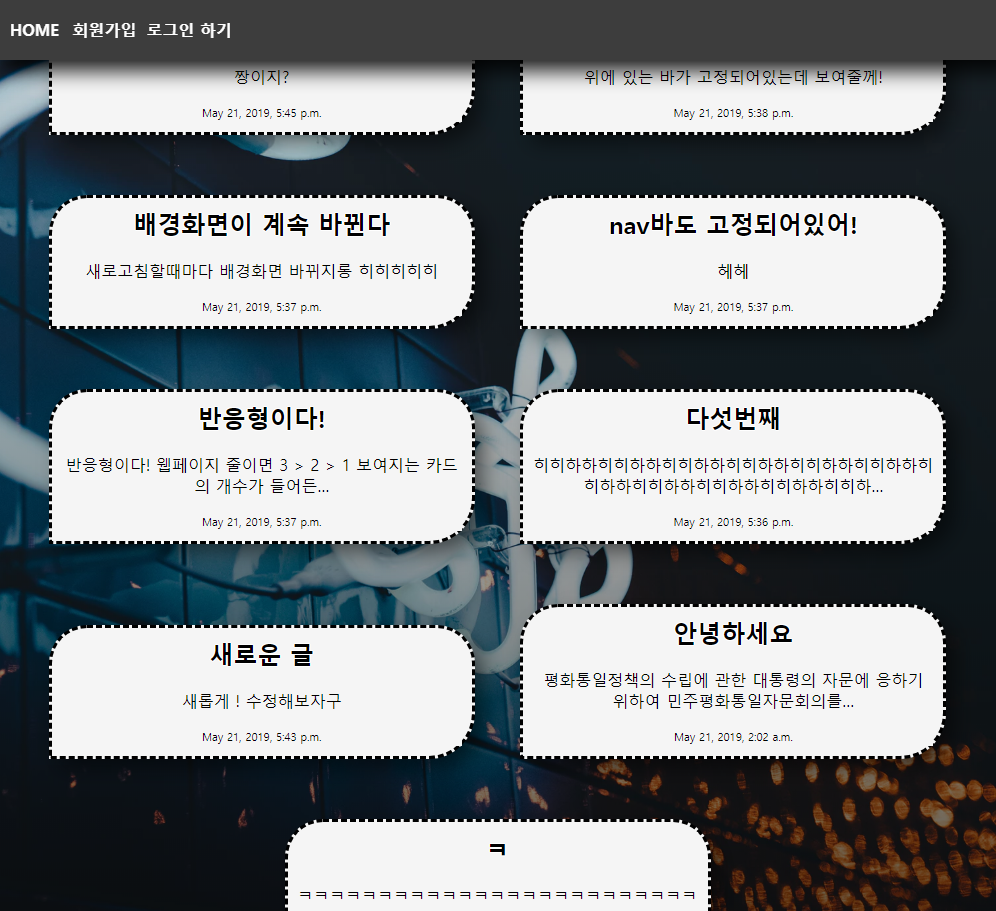 HOME 회원가입 로그인 하기
짱이지?
May 21, 2019, 5:45 p.m.
위에 있는 바가 고정되어있는데 보여줄께!
May 21, 2019, 5:38 p.m.
배경화면이 계속 바뀐다
새로고침할때마다 배경화면 바뀌지롱 히히히히히
May 21, 2019, 5:37 p.m.
nav바도 고정되어있어!
헤헤
May 21, 2019, 5:37 p.m.
반응형이다!
반응형이다! 웹페이지 줄이면 3 > 2 > 1 보여지는 카드
의 개수가 들어든...
May 21, 2019, 5:37 p.m.
다섯번째
히히하하히히하하히히하하히히하하히히하하히히하하히
히하하히히하하히히하하히히하하히히하...
May 21, 2019, 5:36 p.m.
새로운 글
새롭게 ! 수정해보자구
May 21, 2019, 5:43 p.m.
안녕하세요
평화통일정책의 수립에 관한 대통령의 자문에 응하기
위하여 민주평화통일자문회의를...
May 21, 2019, 2:02 a.m.
ㅋ
ㅋㅋㅋㅋㅋㅋㅋㅋㅋㅋㅋㅋㅋㅋㅋㅋㅋㅋㅋㅋㅋㅋㅋㅋㅋ